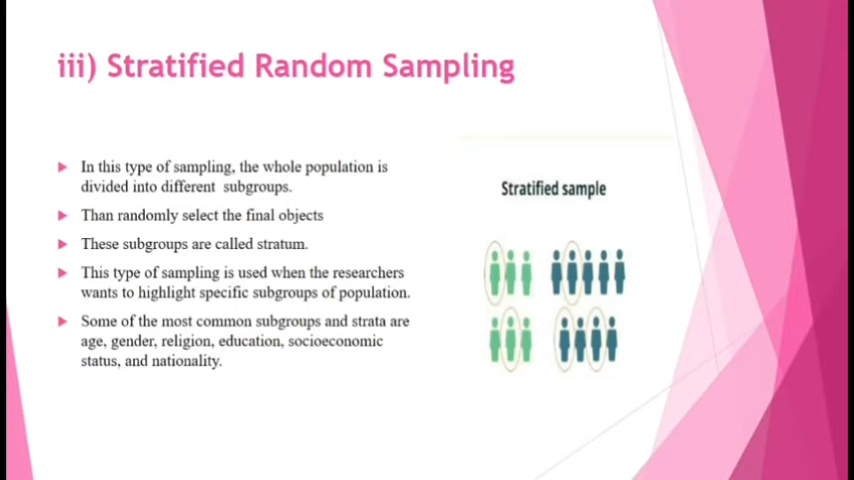 iii) Stratified Random Sampling
In this type of sampling, the whole population is
divided into different subgroups.
Than randomly select the final objects
These subgroups are called stratum.
This type of sampling is used when the researchers
wants to highlight specific subgroups of population.
Some of the most common subgroups and strata are
age, gender, religion, education, socioeconomic
status, and nationality.
Stratified sample